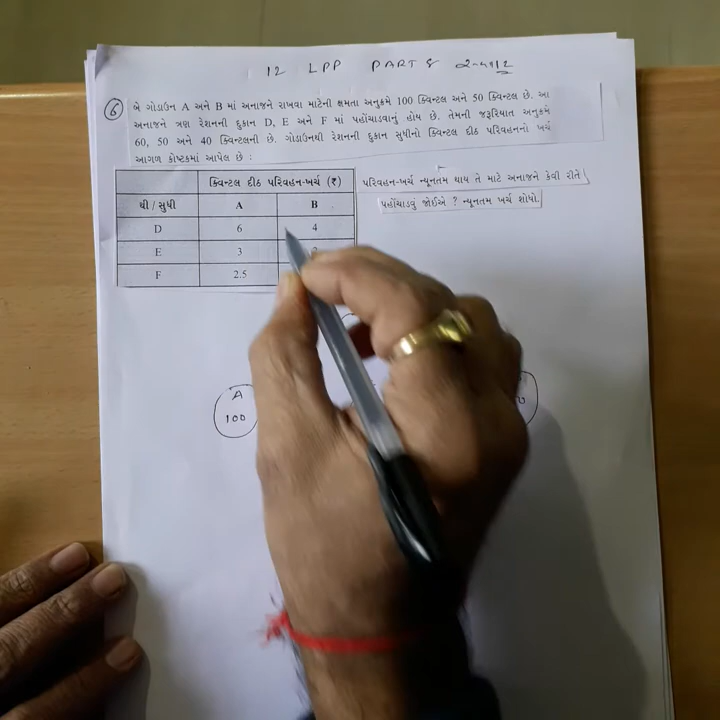 12 LPP PART 8
6 બે ગોડાઉન A અને B માં અનાજને રાખવા માટેની ક્ષમતા અનુક્રમે 100 ક્વિન્ટલ અને 50 ક્વિન્ટલ છે. આ
અનાજને ત્રણ રેશનની દુકાન D, E અને F માં પહોંચાડવાનું હોય છે. તેમની જરૂરિયાત અનુક્રમે
60, 50 અને 40 ક્વિન્ટલની છે. ગોડાઉનથી રેશનની દુકાન સુધીનો ક્વિન્ટલ દીઠ પરિવહનનો ખર્ચ
આગળ કોષ્ટકમાં આપેલ છે :
ક્વિન્ટલ દીઠ પરિવહન-ખર્ચ (₹)
થી / સુધી A B
D 6 4
E 3
F 2.5
પરિવહન-ખર્ચ ન્યૂનતમ થાય તે માટે અનાજને કેવી રીતે
પહોંચાડવું જોઈએ ? ન્યૂનતમ ખર્ચ શોધો.
A
100